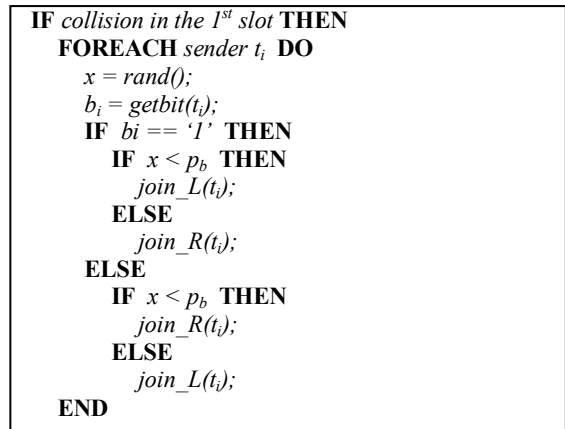 IF collision in the 1st slot THEN
FOREACH sender ti DO
x = rand();
bi = getbit(ti);
IF bi == ‘1’ THEN
IF x < pb THEN
join_L(ti);
ELSE
join_R(ti);
ELSE
IF x < pb THEN
join_R(ti);
ELSE
join_L(ti);
END